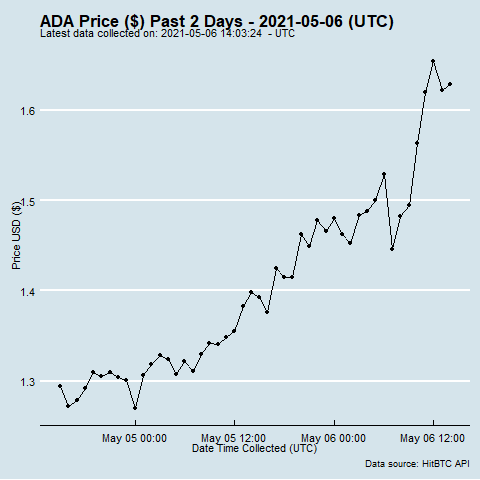 ADA Price ($) Past 2 Days - 2021-05-06 (UTC)
Latest data collected on: 2021-05-06 14:03:24 - UTC
1.6
1.5
1.4
1.3
Price USD ($)
May 05 00:00
May 05 12:00
May 06 00:00
May 06 12:00
Date Time Collected (UTC)
Data source: HitBTC API